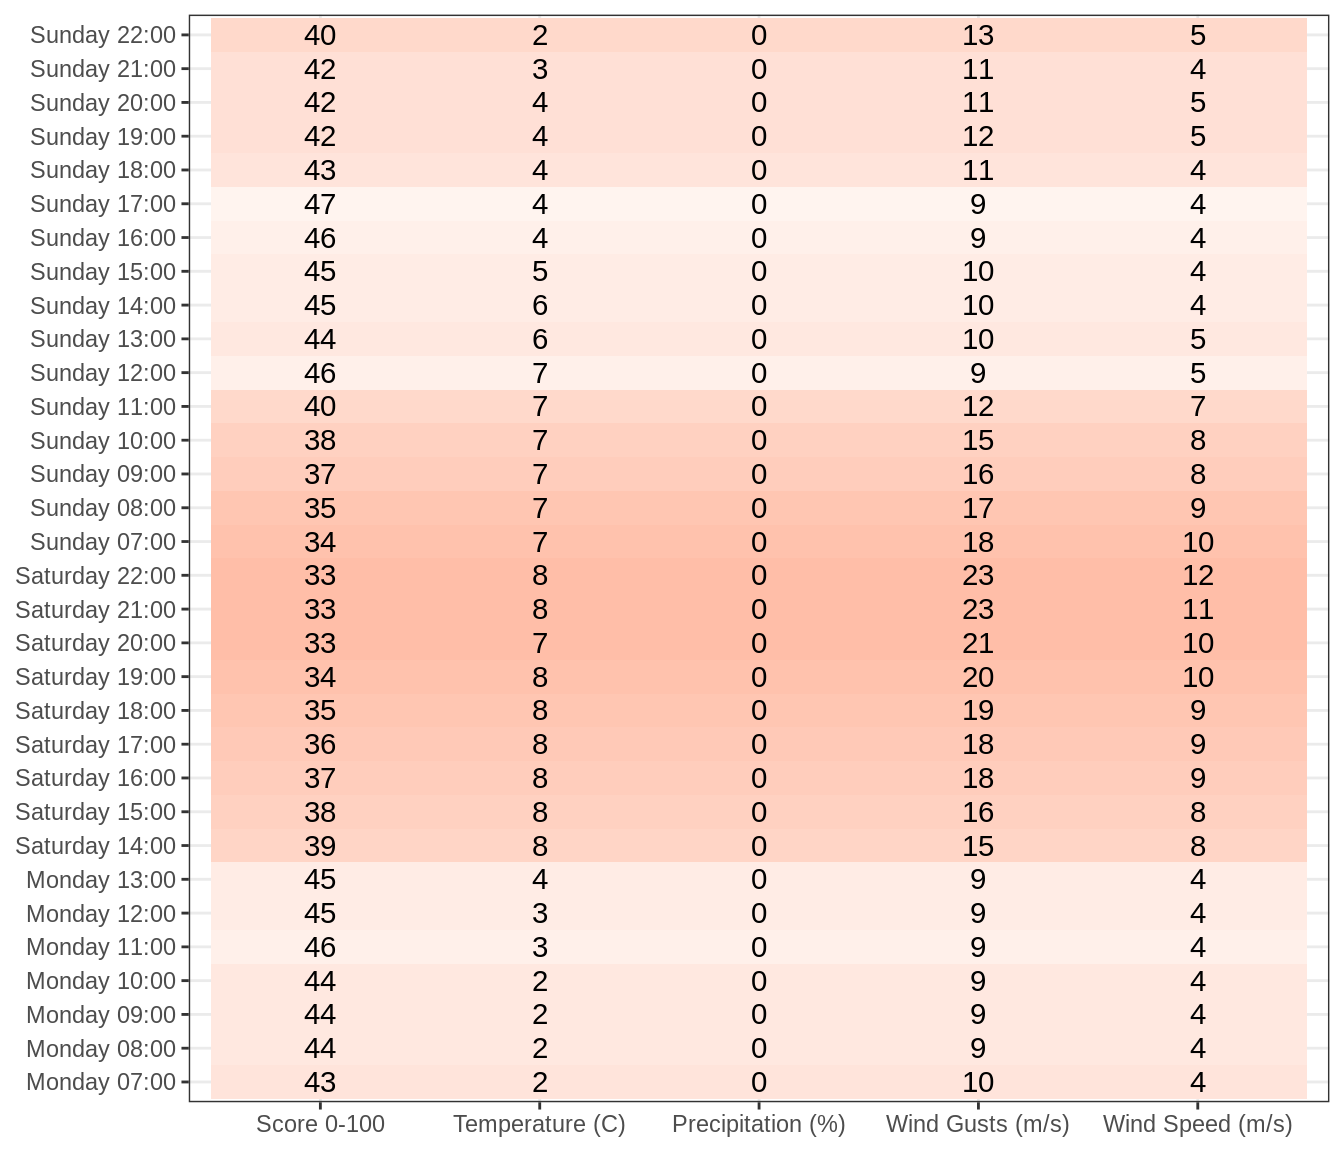 Sunday 22:00 40 2 0 13 5
Sunday 21:00 42 3 0 11 4
Sunday 20:00 42 4 0 11 5
Sunday 19:00 42 4 0 12 5
Sunday 18:00 43 4 0 11 4
Sunday 17:00 47 4 0 9 4
Sunday 16:00 46 4 0 9 4
Sunday 15:00 45 5 0 10 4
Sunday 14:00 45 6 0 10 4
Sunday 13:00 44 6 0 10 5
Sunday 12:00 46 7 0 9 5
Sunday 11:00 40 7 0 12 7
Sunday 10:00 38 7 0 15 8
Sunday 09:00 37 7 0 16 8
Sunday 08:00 35 7 0 17 9
Sunday 07:00 34 7 0 18 10
Saturday 22:00 33 8 0 23 12
Saturday 21:00 33 8 0 23 11
Saturday 20:00 33 7 0 21 10
Saturday 19:00 34 8 0 20 10
Saturday 18:00 35 8 0 19 9
Saturday 17:00 36 8 0 18 9
Saturday 16:00 37 8 0 18 9
Saturday 15:00 38 8 0 16 8
Saturday 14:00 39 8 0 15 8
Monday 13:00 45 4 0 9 4
Monday 12:00 45 3 0 9 4
Monday 11:00 46 3 0 9 4
Monday 10:00 44 2 0 9 4
Monday 09:00 44 2 0 9 4
Monday 08:00 44 2 0 9 4
Monday 07:00 43 2 0 10 4
Score 0-100 Temperature (C) Precipitation (%) Wind Gusts (m/s) Wind Speed (m/s)